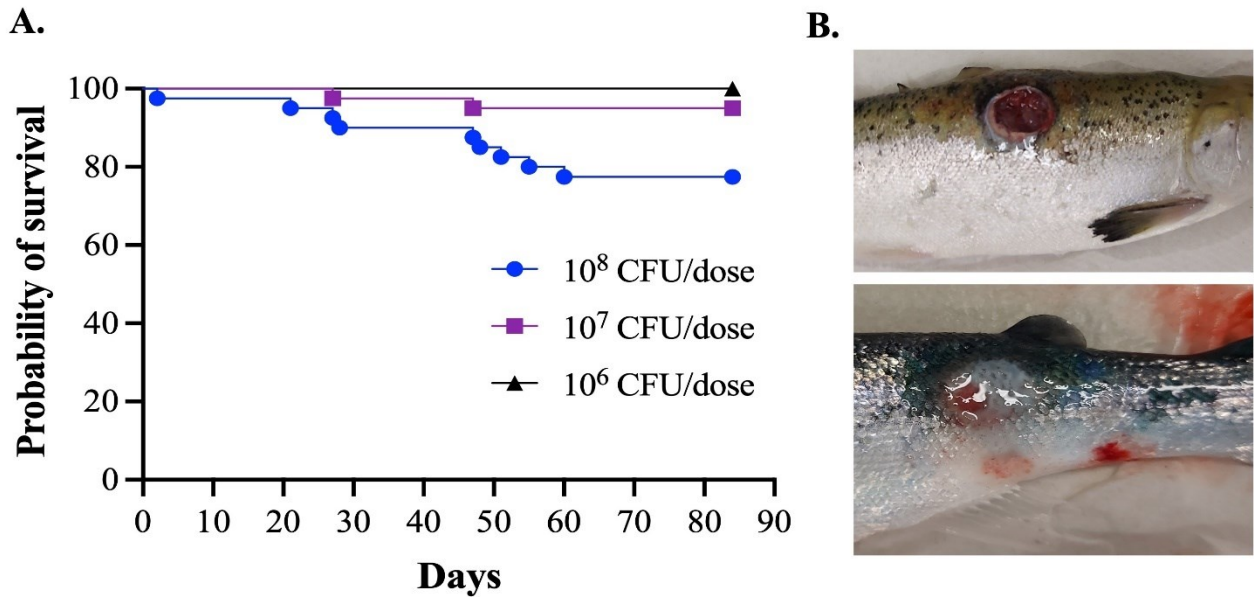 A.
B.
Probability of survival
100
80
60
40
20
0
10⁸ CFU/dose
10⁷ CFU/dose
10⁶ CFU/dose
0 10 20 30 40 50 60 70 80 90
Days